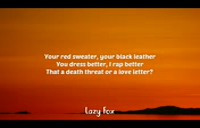 Your red sweater, your black leather
You dress better, I rap better
That a death threat or a love letter?
Lazy Fox